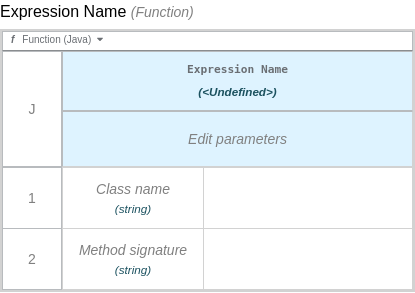 Expression Name (Function)
f Function (Java)
J
Expression Name
(<Undefined>)
Edit parameters
1
Class name
(string)
2
Method signature
(string)